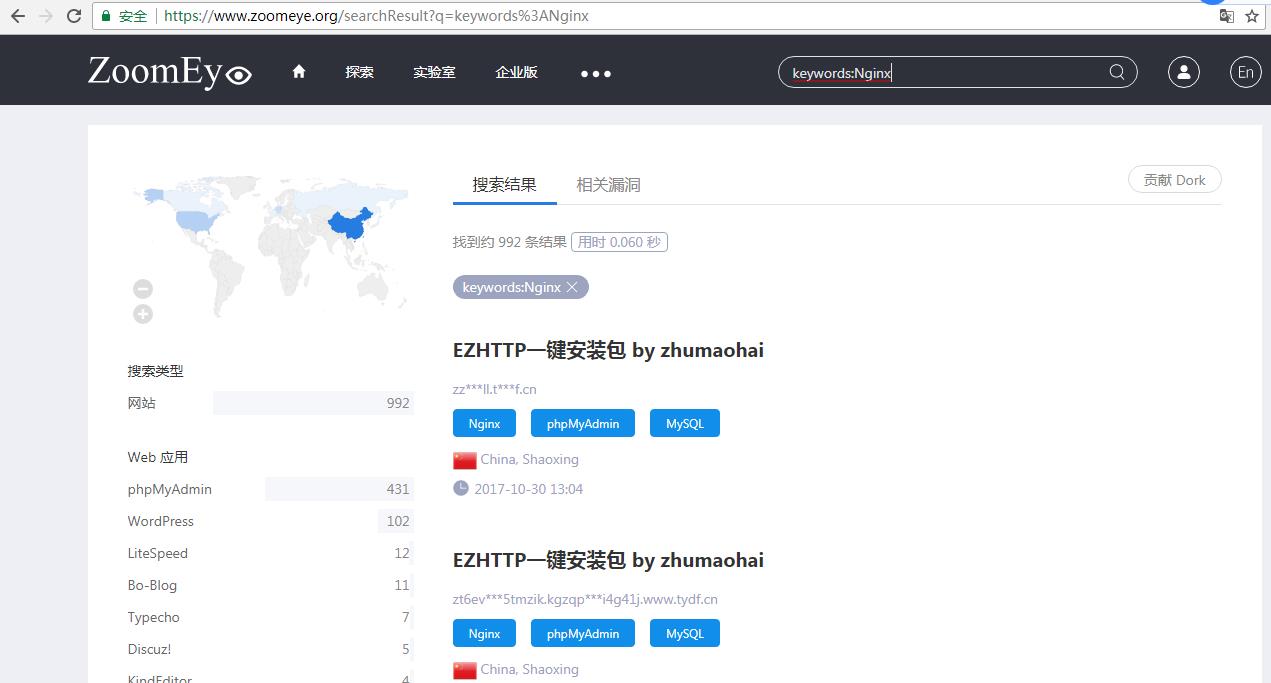 安全 https://www.zoomeye.org/searchResult?q=keywords%3ANginx
ZoomEye 探索 实验室 企业版 ••• keywords:Nginx En
搜索结果 相关漏洞 贡献 Dork
找到约 992 条结果 用时 0.060 秒
keywords:Nginx
搜索类型
网站 992
Web 应用
phpMyAdmin 431
WordPress 102
LiteSpeed 12
Bo-Blog 11
Typecho 7
Discuz! 5
KindEditor 4
EZHTTP一键安装包 by zhumaohai
zz***ll.t***f.cn
Nginx phpMyAdmin MySQL
China, Shaoxing
2017-10-30 13:04
EZHTTP一键安装包 by zhumaohai
zt6ev***5tmzik.kgzqp***i4g41j.www.tydf.cn
Nginx phpMyAdmin MySQL
China, Shaoxing